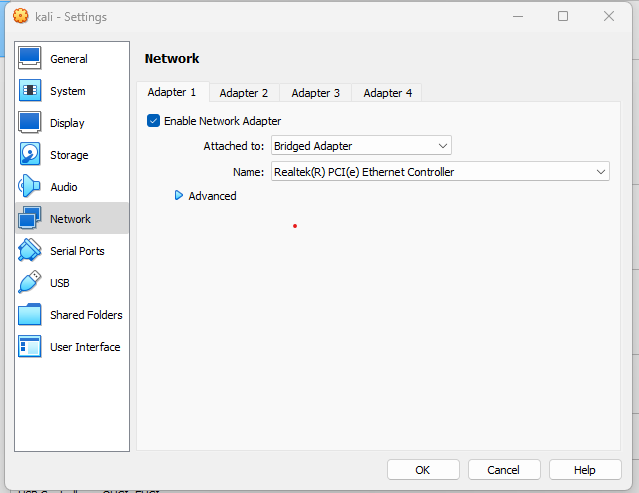 kali - Settings
General
System
Display
Storage
Audio
Network
Serial Ports
USB
Shared Folders
User Interface
Network
Adapter 1 Adapter 2 Adapter 3 Adapter 4
Enable Network Adapter
Attached to: Bridged Adapter
Name: Realtek(R) PCI(e) Ethernet Controller
Advanced
OK Cancel Help